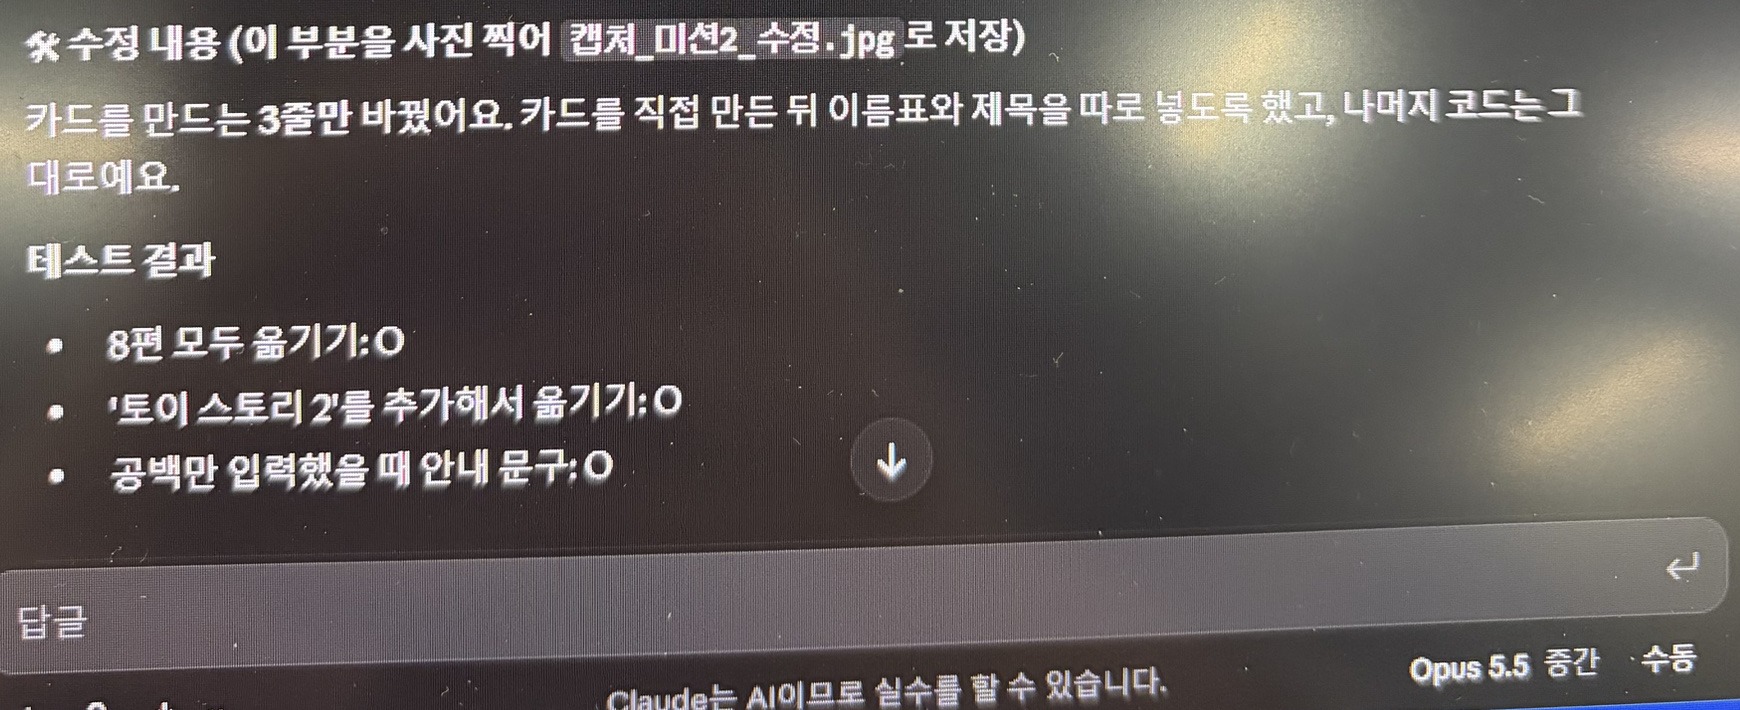 🛠 수정 내용 (이 부분을 사진 찍어 캡처_미션2_수정.jpg로 저장)
카드를 만드는 3줄만 바꿨어요. 카드를 직접 만든 뒤 이름표와 제목을 따로 넣도록 했고, 나머지 코드는 그
대로예요.
테스트 결과
• 8편 모두 옮기기: O
• '토이 스토리 2'를 추가해서 옮기기: O
• 공백만 입력했을 때 안내 문구: O
답글
Opus 5.5 중간 · 수동
Claude는 AI이므로 실수를 할 수 있습니다.